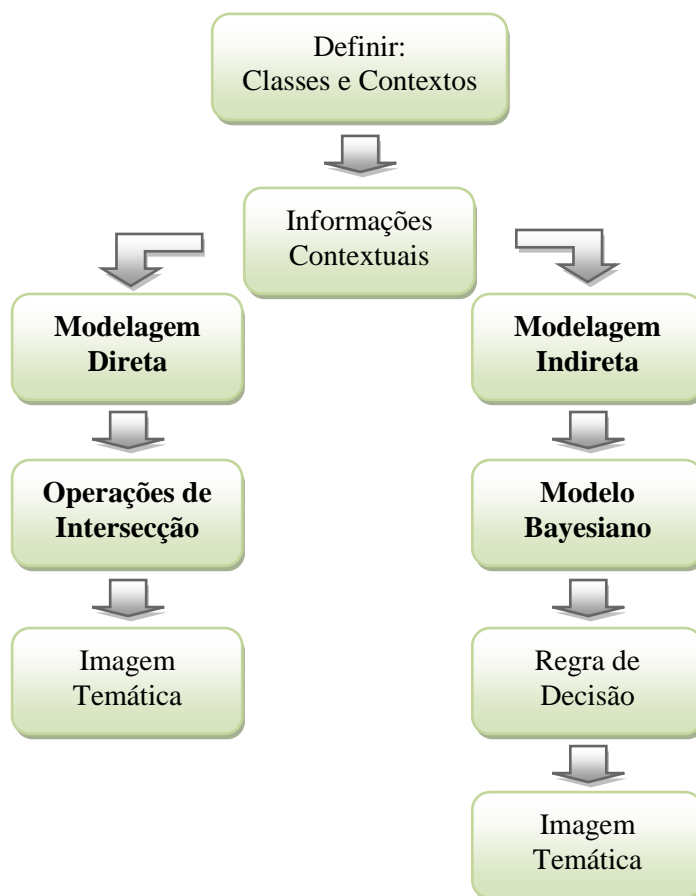 Definir:
Classes e Contextos
Informações
Contextuais
Modelagem
Direta
Modelagem
Indireta
Operações de
Intersecção
Modelo
Bayesiano
Imagem
Temática
Regra de
Decisão
Imagem
Temática